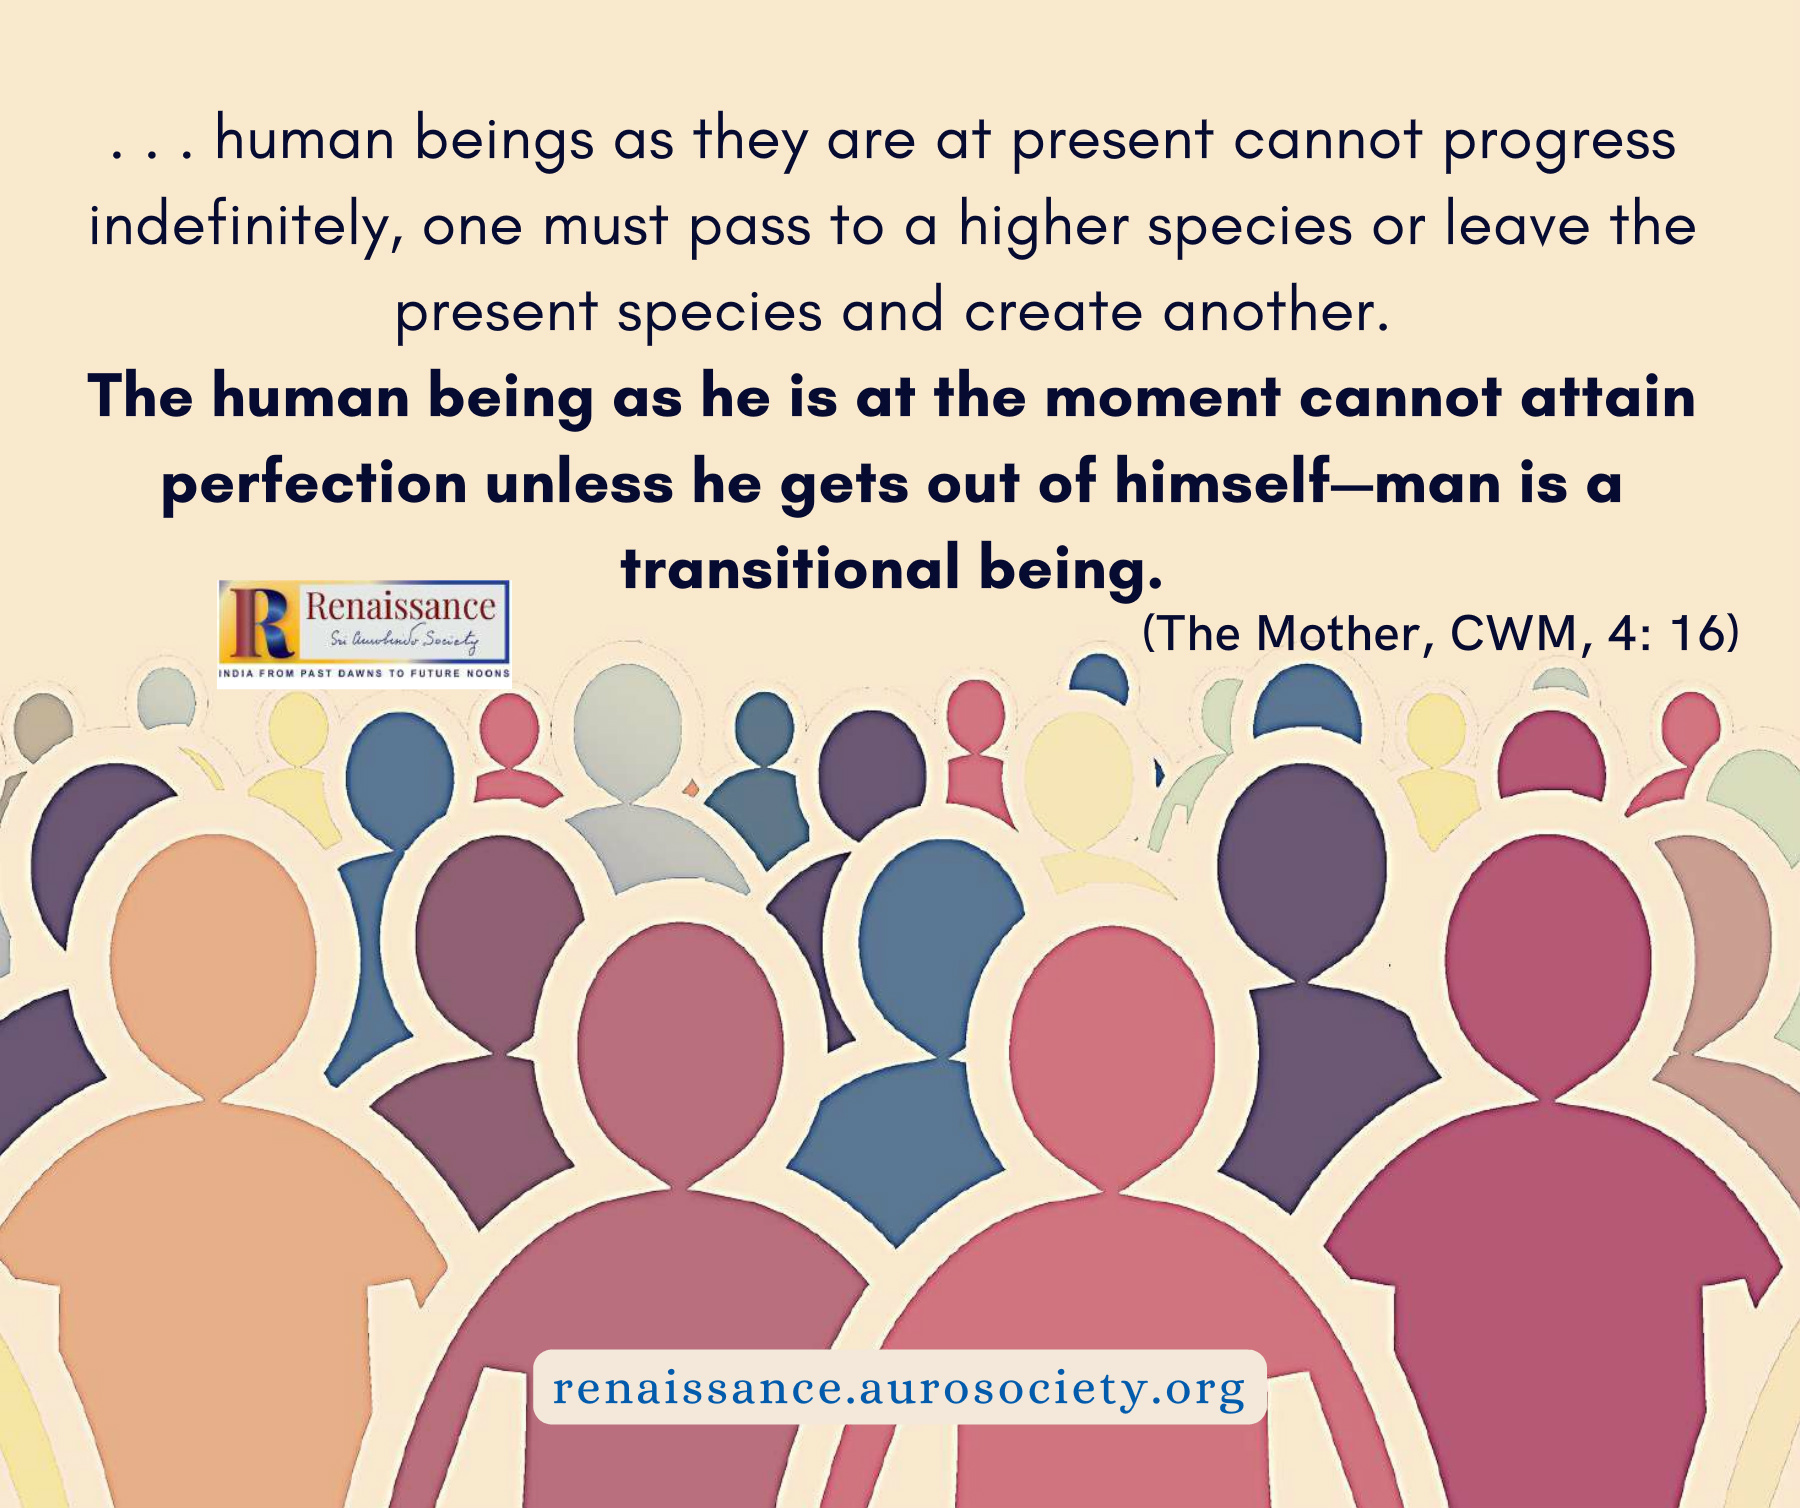 . . . human beings as they are at present cannot progress
indefinitely, one must pass to a higher species or leave the
present species and create another.
The human being as he is at the moment cannot attain
perfection unless he gets out of himself—man is a
transitional being.
(The Mother, CWM, 4: 16)
R Renaissance
Sri Aurobindo Society
INDIA FROM PAST DAWNS TO FUTURE NOONS
renaissance.aurosociety.org